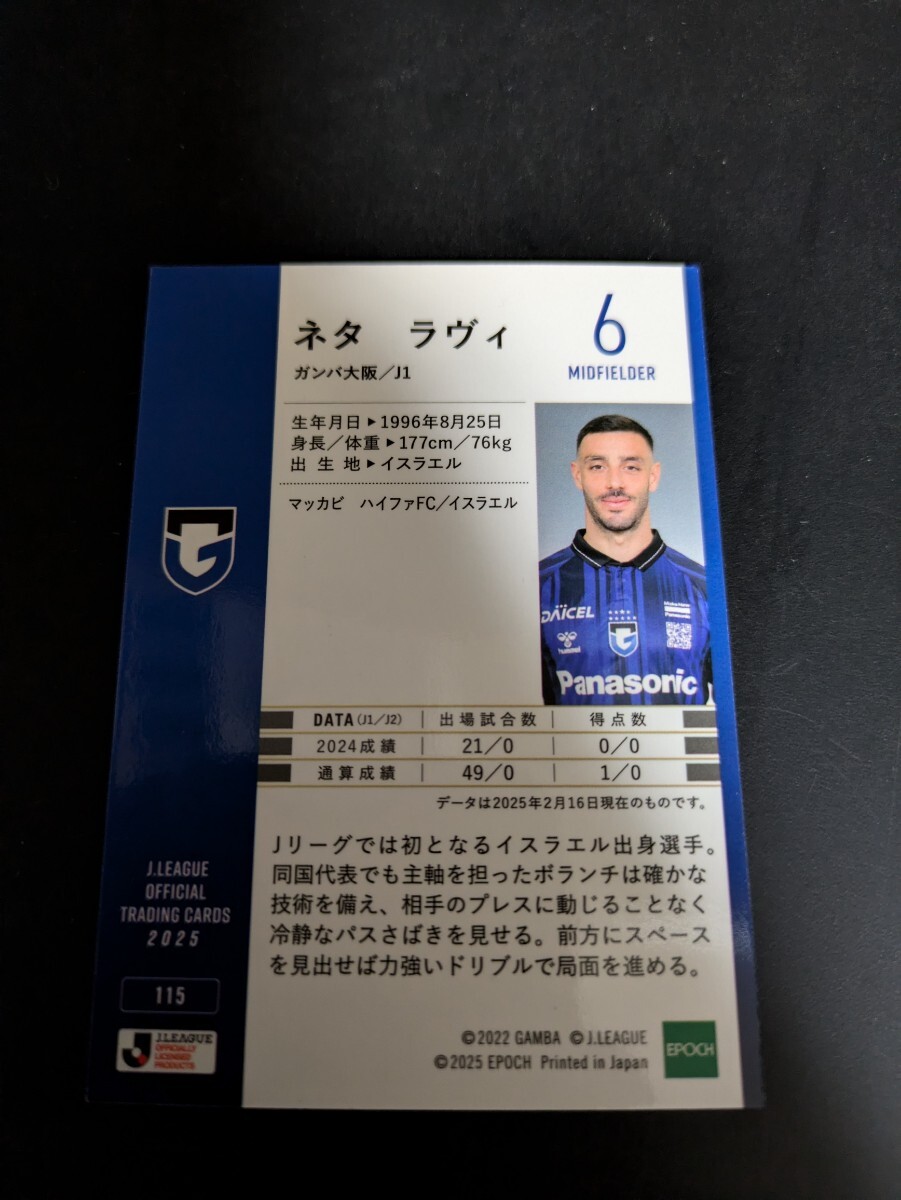 ネタ　ラヴィ
ガンバ大阪／J1
6
MIDFIELDER
生年月日▶1996年8月25日
身長／体重▶177cm／76kg
出生地▶イスラエル
マッカビ　ハイファFC／イスラエル
DAICEL
hummel
Panasonic
DATA（J1／J2） 出場試合数 得点数
2024成績 21／0 0／0
通算成績 49／0 1／0
データは2025年2月16日現在のものです。
Jリーグでは初となるイスラエル出身選手。
同国代表でも主軸を担ったボランチは確かな
技術を備え、相手のプレスに動じることなく
冷静なパスさばきを見せる。前方にスペース
を見出せば力強いドリブルで局面を進める。
J.LEAGUE
OFFICIAL
TRADING CARDS
2025
115
J.LEAGUE
OFFICIALLY
LICENSED
PRODUCTS
©2022 GAMBA ©J.LEAGUE
©2025 EPOCH Printed in Japan
EPOCH